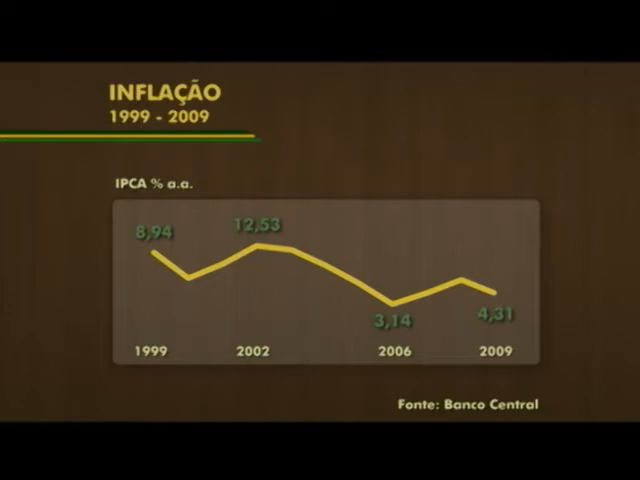 INFLAÇÃO
1999 - 2009
IPCA % a.a.
8,94
12,53
3,14
4,31
1999 2002 2006 2009
Fonte: Banco Central